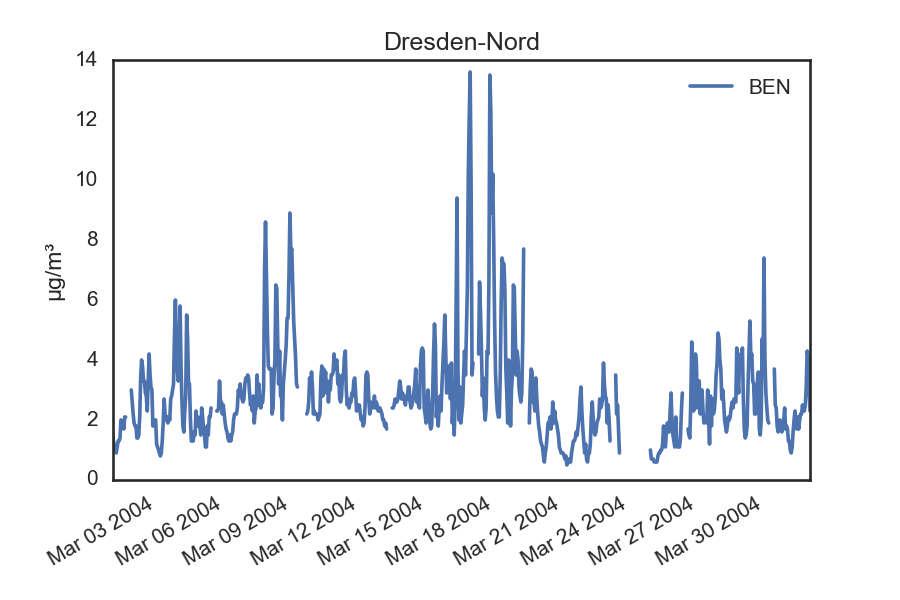 Dresden-Nord
BEN
µg/m³
14
12
10
8
6
4
2
0
Mar 03 2004
Mar 06 2004
Mar 09 2004
Mar 12 2004
Mar 15 2004
Mar 18 2004
Mar 21 2004
Mar 24 2004
Mar 27 2004
Mar 30 2004